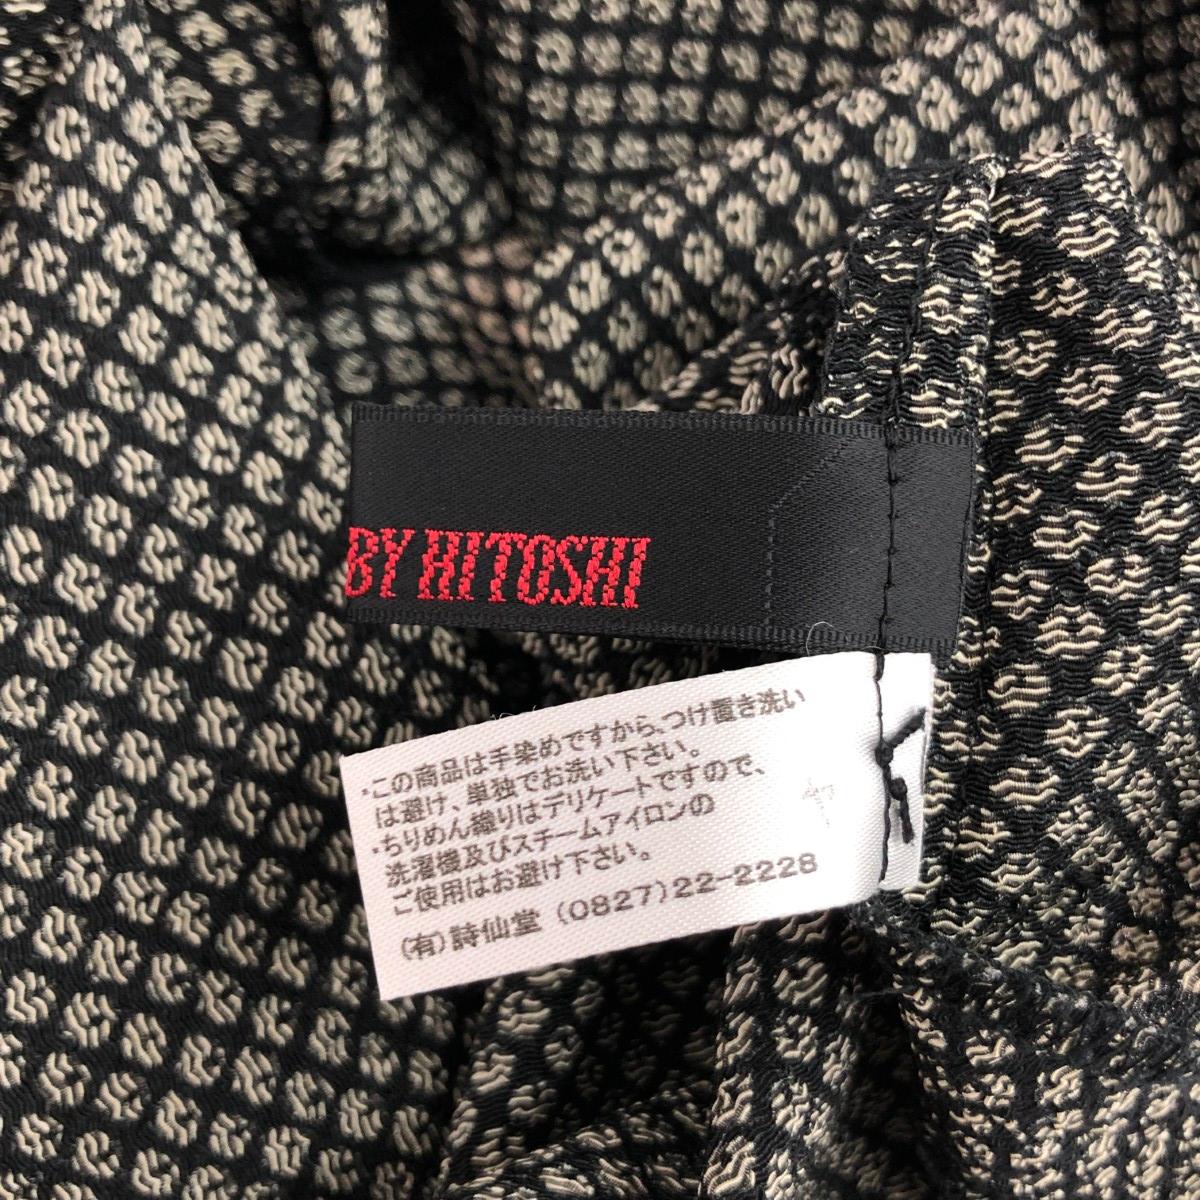 BY HITOSHI
・この商品は手染めですから、つけ置き洗い
は避け、単独でお洗い下さい。
・ちりめん織りはデリケートですので、
洗濯機及びスチームアイロンの
ご使用はお避け下さい。
(有)詩仙堂 (0827)22-2228